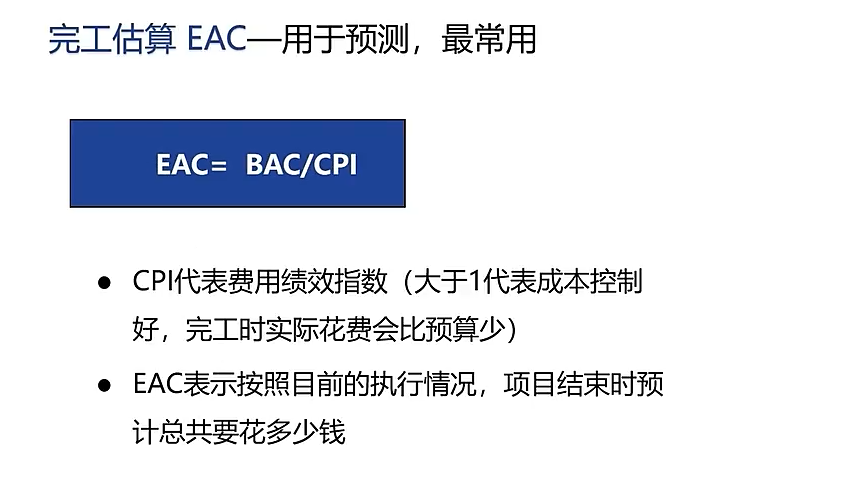 完工估算 EAC—用于预测，最常用
EAC= BAC/CPI
● CPI代表费用绩效指数（大于1代表成本控制
好，完工时实际花费会比预算少）
● EAC表示按照目前的执行情况，项目结束时预
计总共要花多少钱